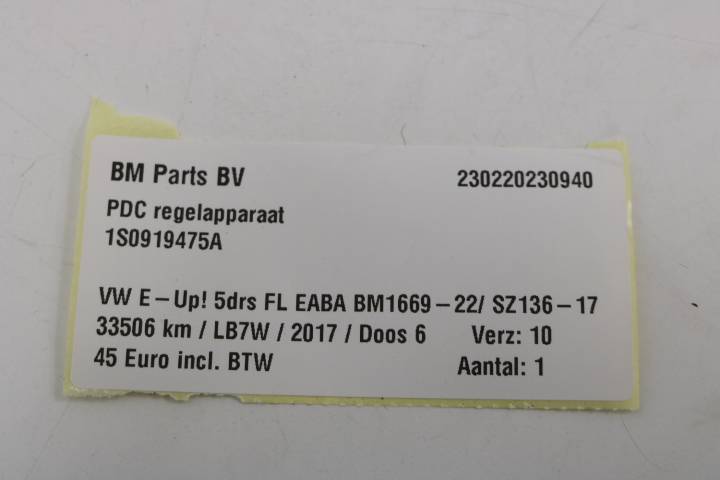 BM Parts BV 230220230940
PDC regelapparaat
1S0919475A
VW E-Up! 5drs FL EABA BM1669-22/ SZ136-17
33506 km / LB7W / 2017 / Doos 6 Verz: 10
45 Euro incl. BTW Aantal: 1